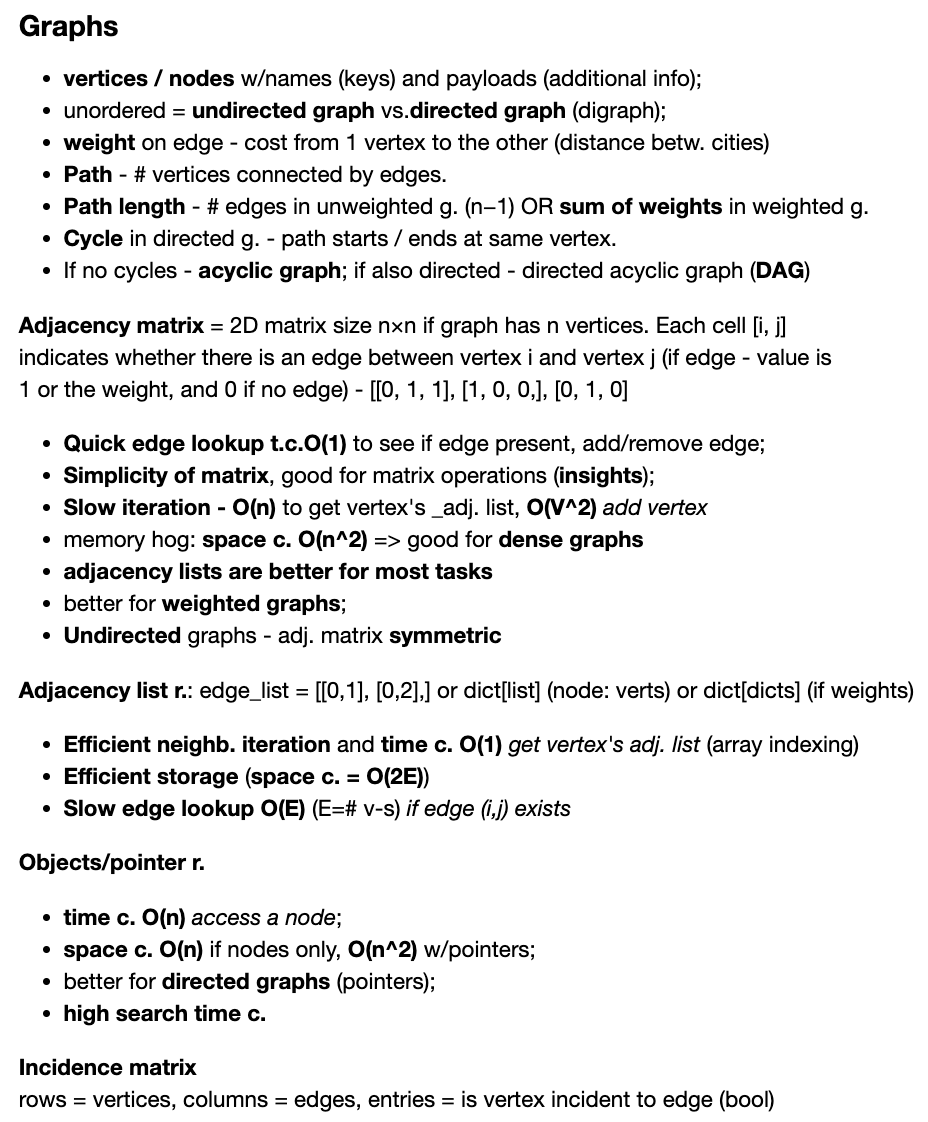 Graphs
• vertices / nodes w/names (keys) and payloads (additional info);
• unordered = undirected graph vs.directed graph (digraph);
• weight on edge - cost from 1 vertex to the other (distance betw. cities)
• Path - # vertices connected by edges.
• Path length - # edges in unweighted g. (n−1) OR sum of weights in weighted g.
• Cycle in directed g. - path starts / ends at same vertex.
• If no cycles - acyclic graph; if also directed - directed acyclic graph (DAG)
Adjacency matrix = 2D matrix size n×n if graph has n vertices. Each cell [i, j]
indicates whether there is an edge between vertex i and vertex j (if edge - value is
1 or the weight, and 0 if no edge) - [[0, 1, 1], [1, 0, 0,], [0, 1, 0]
• Quick edge lookup t.c.O(1) to see if edge present, add/remove edge;
• Simplicity of matrix, good for matrix operations (insights);
• Slow iteration - O(n) to get vertex's _adj. list, O(V^2) add vertex
• memory hog: space c. O(n^2) => good for dense graphs
• adjacency lists are better for most tasks
• better for weighted graphs;
• Undirected graphs - adj. matrix symmetric
Adjacency list r.: edge_list = [[0,1], [0,2],] or dict[list] (node: verts) or dict[dicts] (if weights)
• Efficient neighb. iteration and time c. O(1) get vertex's adj. list (array indexing)
• Efficient storage (space c. = O(2E))
• Slow edge lookup O(E) (E=# v-s) if edge (i,j) exists
Objects/pointer r.
• time c. O(n) access a node;
• space c. O(n) if nodes only, O(n^2) w/pointers;
• better for directed graphs (pointers);
• high search time c.
Incidence matrix
rows = vertices, columns = edges, entries = is vertex incident to edge (bool)